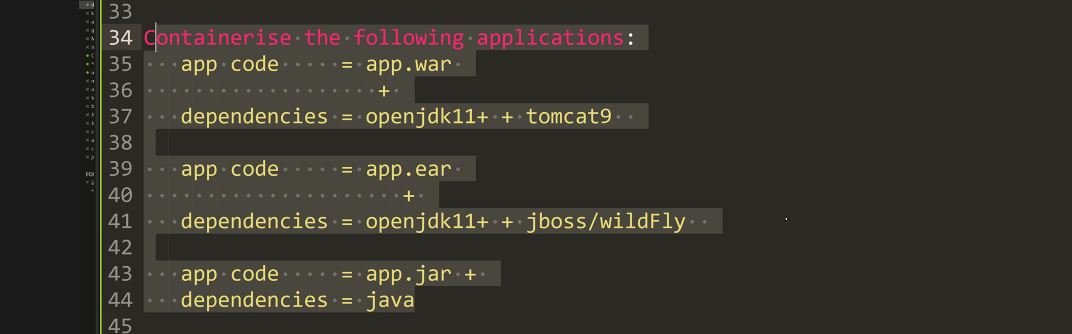 33
34 Containerise the following applications:
35 app code = app.war
36 +
37 dependencies = openjdk11+ + tomcat9
38
39 app code = app.ear
40 +
41 dependencies = openjdk11+ + jboss/wildFly
42
43 app code = app.jar +
44 dependencies = java
45
FO